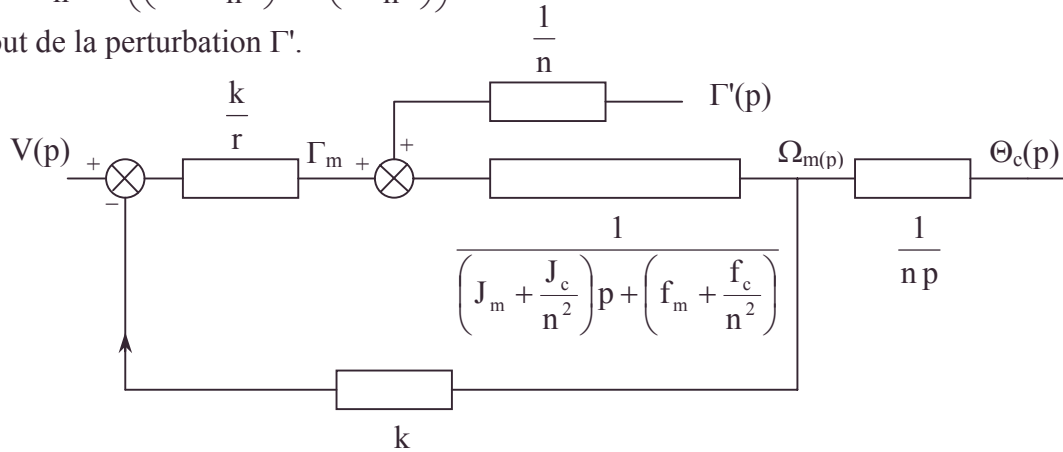 n (( n ) ( n ))
out de la perturbation Γ'.
1
n
k
r
Γ'(p)
V(p) + Γm + + Ωm(p) Θc(p)
−
1
(Jm + Jc/n²)p + (fm + fc/n²)
1
n p
k